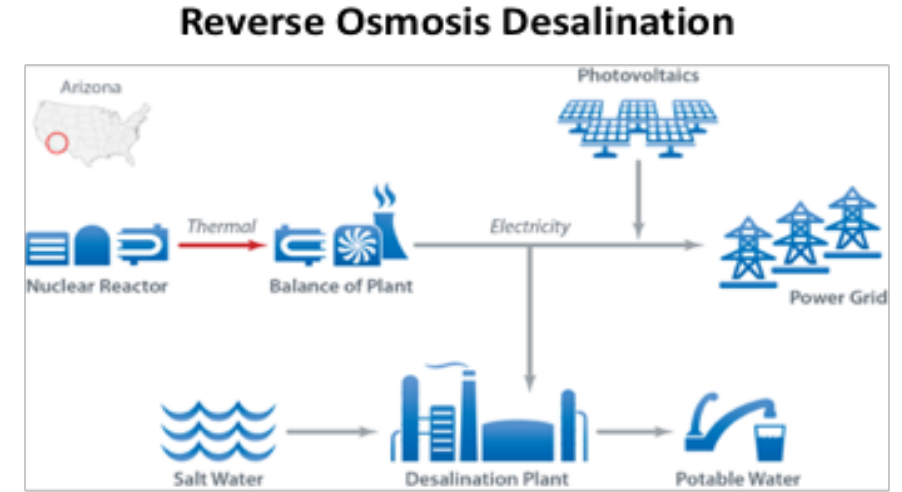 Reverse Osmosis Desalination
Photovoltaics
Arizona
Thermal
Electricity
Nuclear Reactor
Balance of Plant
Power Grid
Salt Water
Desalination Plant
Potable Water